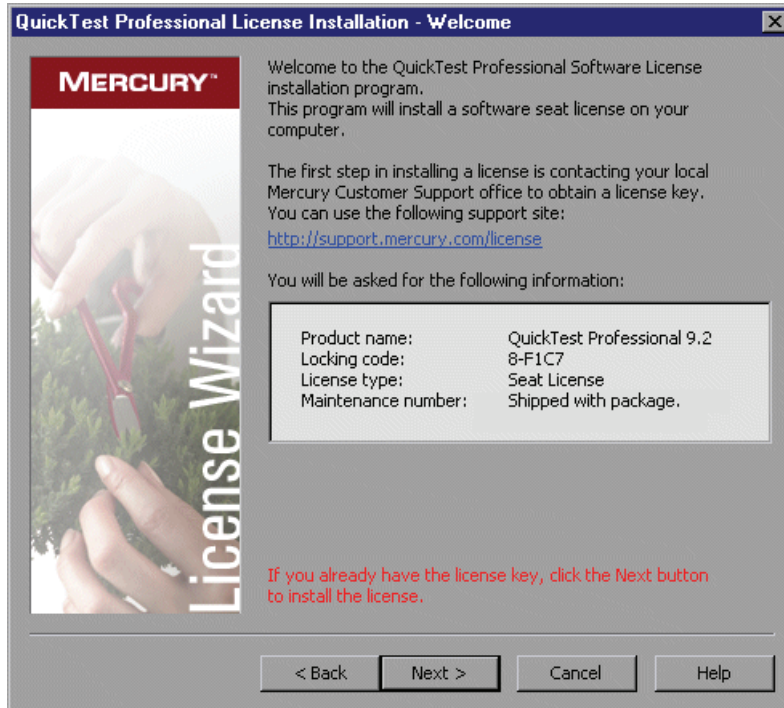 QuickTest Professional License Installation - Welcome
MERCURY™
License Wizard
Welcome to the QuickTest Professional Software License
installation program.
This program will install a software seat license on your
computer.
The first step in installing a license is contacting your local
Mercury Customer Support office to obtain a license key.
You can use the following support site:
http://support.mercury.com/license
You will be asked for the following information:
Product name: QuickTest Professional 9.2
Locking code: 8-F1C7
License type: Seat License
Maintenance number: Shipped with package.
If you already have the license key, click the Next button
to install the license.
< Back Next > Cancel Help